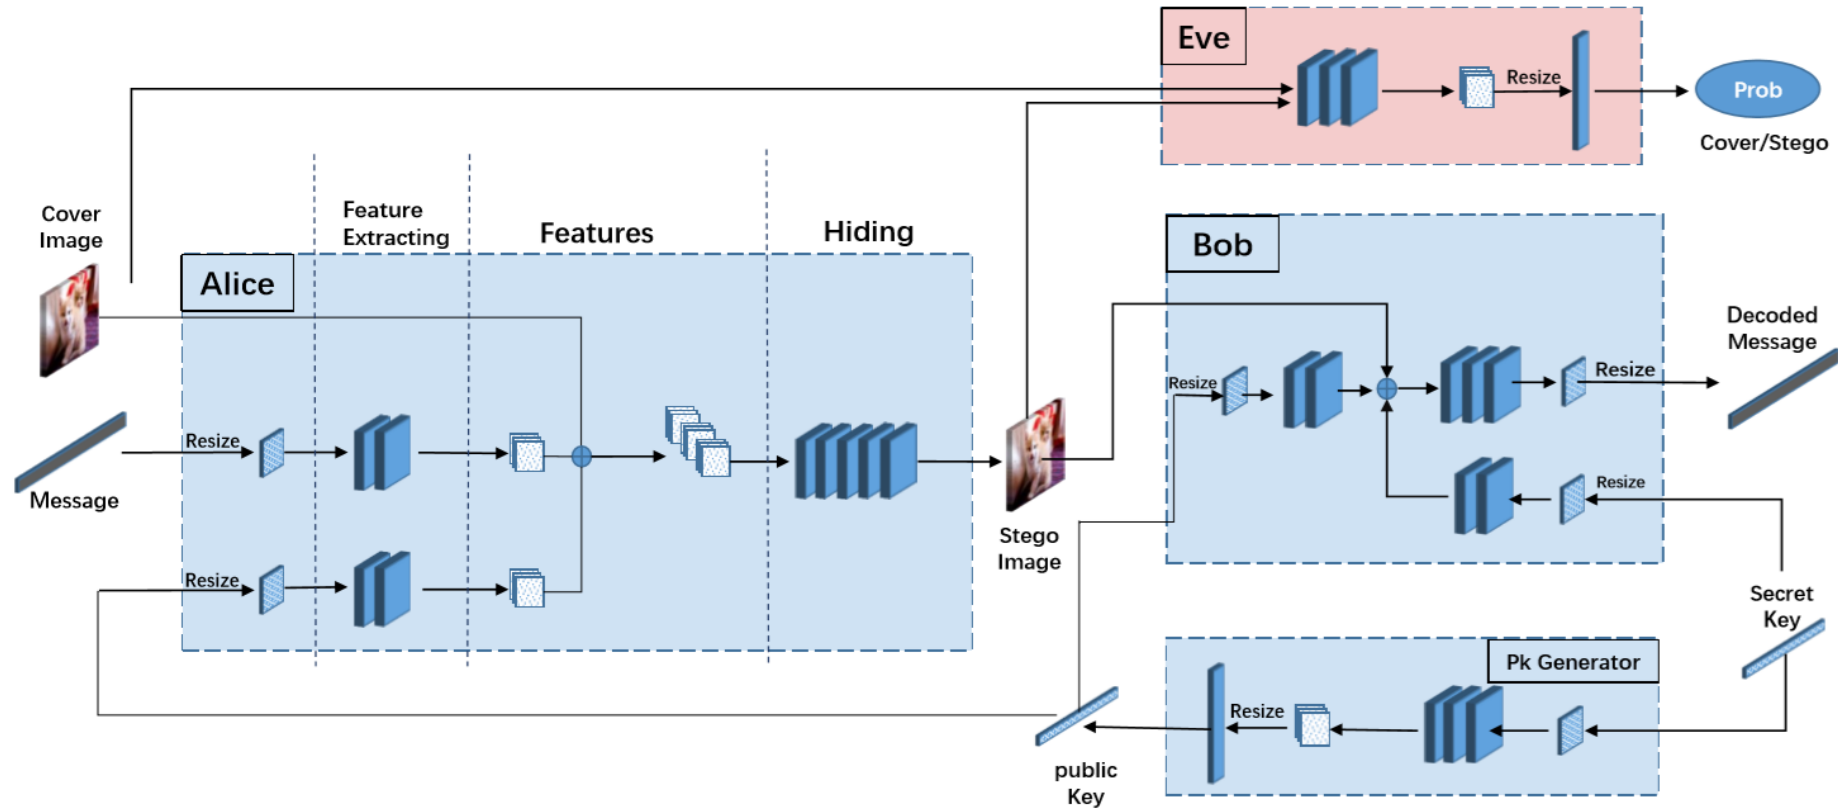 Eve
Resize
Prob
Cover/Stego
Cover
Image
Feature
Extracting
Features
Hiding
Alice
Bob
Resize
Message
Resize
Stego
Image
Resize
Resize
Decoded
Message
Resize
Secret
Key
Pk Generator
Resize
public
Key